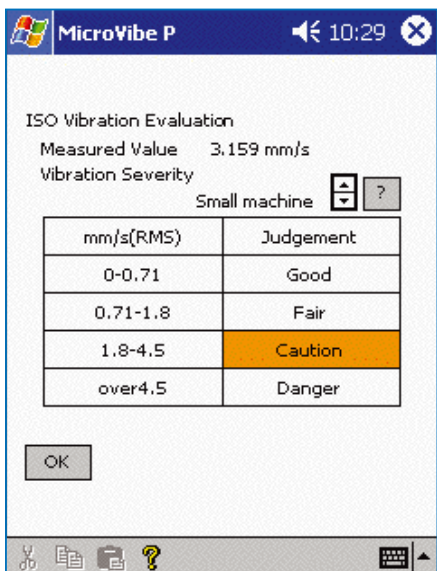 MicroVibe P 10:29
ISO Vibration Evaluation
Measured Value 3.159 mm/s
Vibration Severity
Small machine ?
mm/s(RMS) Judgement
0-0.71 Good
0.71-1.8 Fair
1.8-4.5 Caution
over4.5 Danger
OK